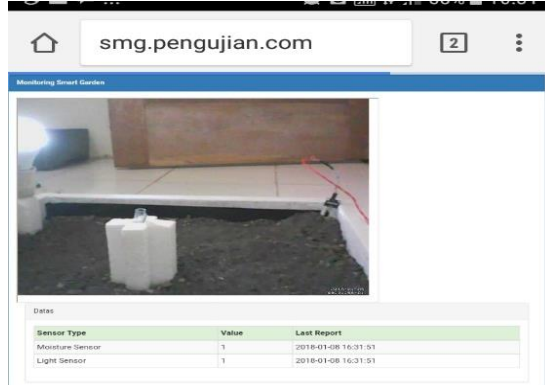 smg.pengujian.com
2
Monitoring Smart Garden
Datas
Sensor Type Value Last Report
Moisture Sensor 1 2018-01-08 16:31:51
Light Sensor 1 2018-01-08 16:31:51